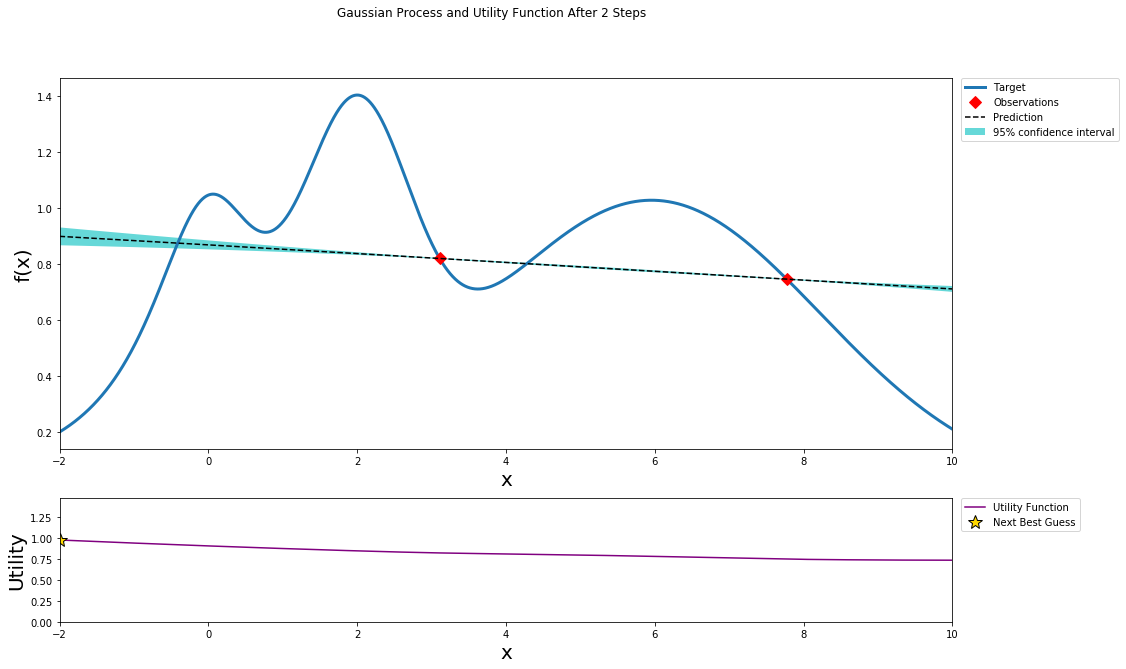 Gaussian Process and Utility Function After 2 Steps
1.4
1.2
1.0
0.8
0.6
0.4
0.2
f(x)
−2 0 2 4 6 8 10
x
Target
Observations
Prediction
95% confidence interval
1.25
1.00
0.75
0.50
0.25
0.00
Utility
−2 0 2 4 6 8 10
x
Utility Function
Next Best Guess